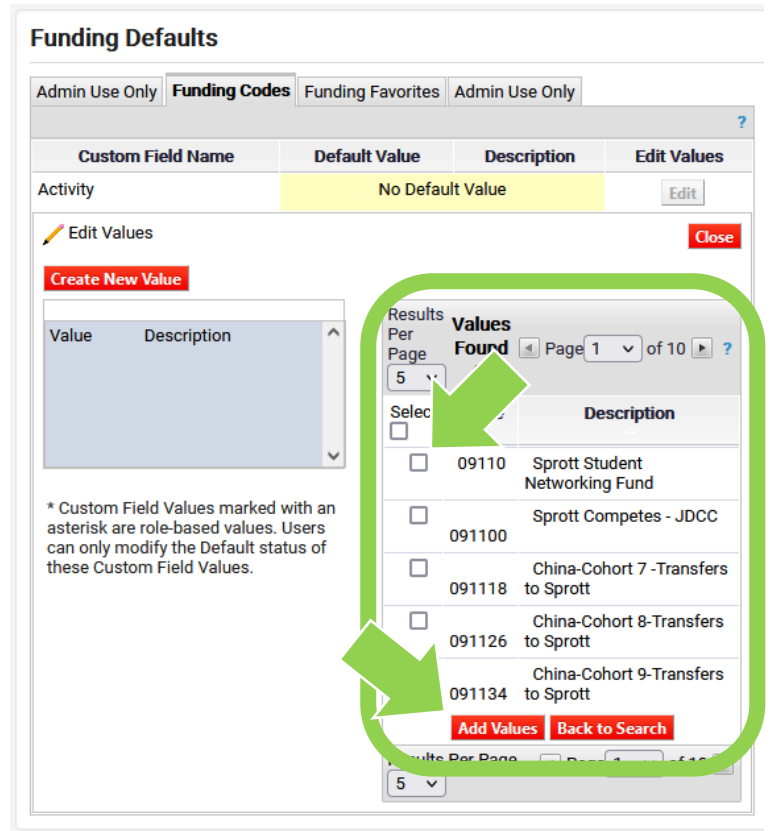 Funding Defaults
Admin Use Only Funding Codes Funding Favorites Admin Use Only
?
Custom Field Name Default Value Description Edit Values
Activity No Default Value Edit
Edit Values Close
Create New Value
Value Description
* Custom Field Values marked with an
asterisk are role-based values. Users
can only modify the Default status of
these Custom Field Values.
Results
Per
Page
5
Values
Found
Page 1 of 10 ?
Description
09110 Sprott Student
Networking Fund
Sprott Competes - JDCC
091100
China-Cohort 7 -Transfers
091118 to Sprott
China-Cohort 8-Transfers
091126 to Sprott
China-Cohort 9-Transfers
091134 to Sprott
Add Values Back to Search
Per Page
5